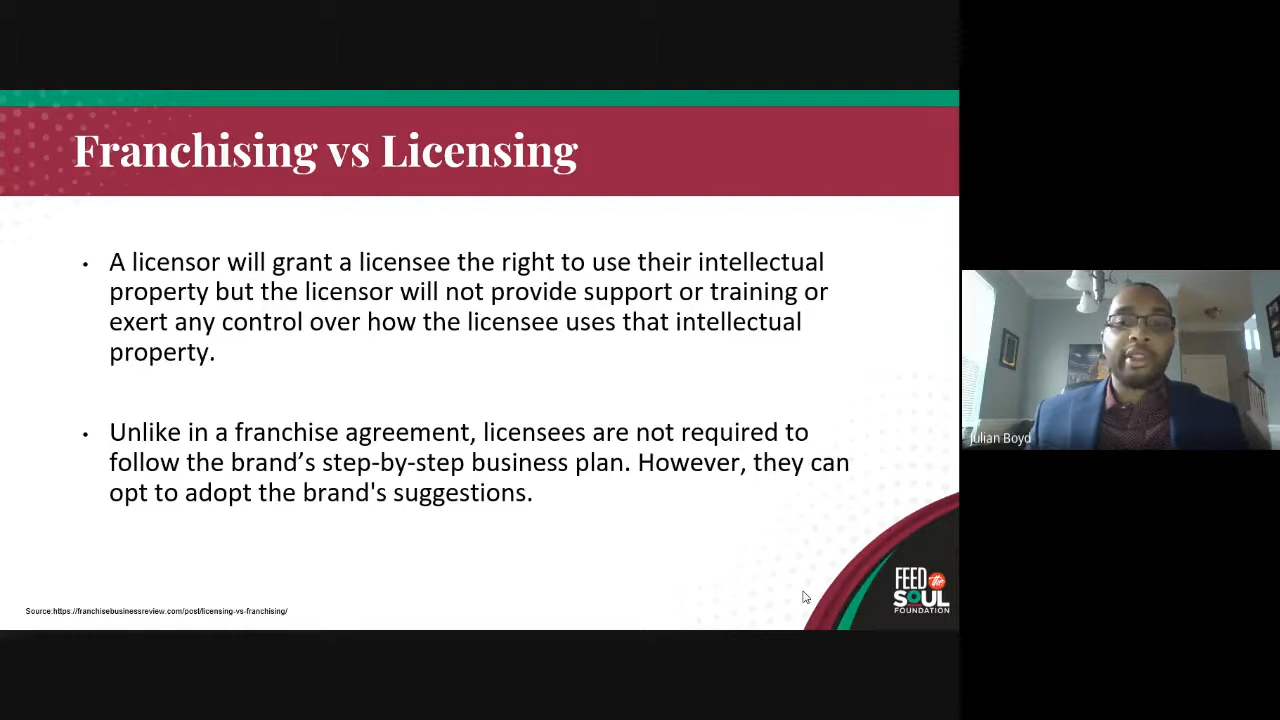 Franchising vs Licensing
• A licensor will grant a licensee the right to use their intellectual
property but the licensor will not provide support or training or
exert any control over how the licensee uses that intellectual
property.
• Unlike in a franchise agreement, licensees are not required to
follow the brand’s step-by-step business plan. However, they can
opt to adopt the brand's suggestions.
Source:https://franchisebusinessreview.com/post/licensing-vs-franchising/
FEED the
SOUL
FOUNDATION
Julian Boyd